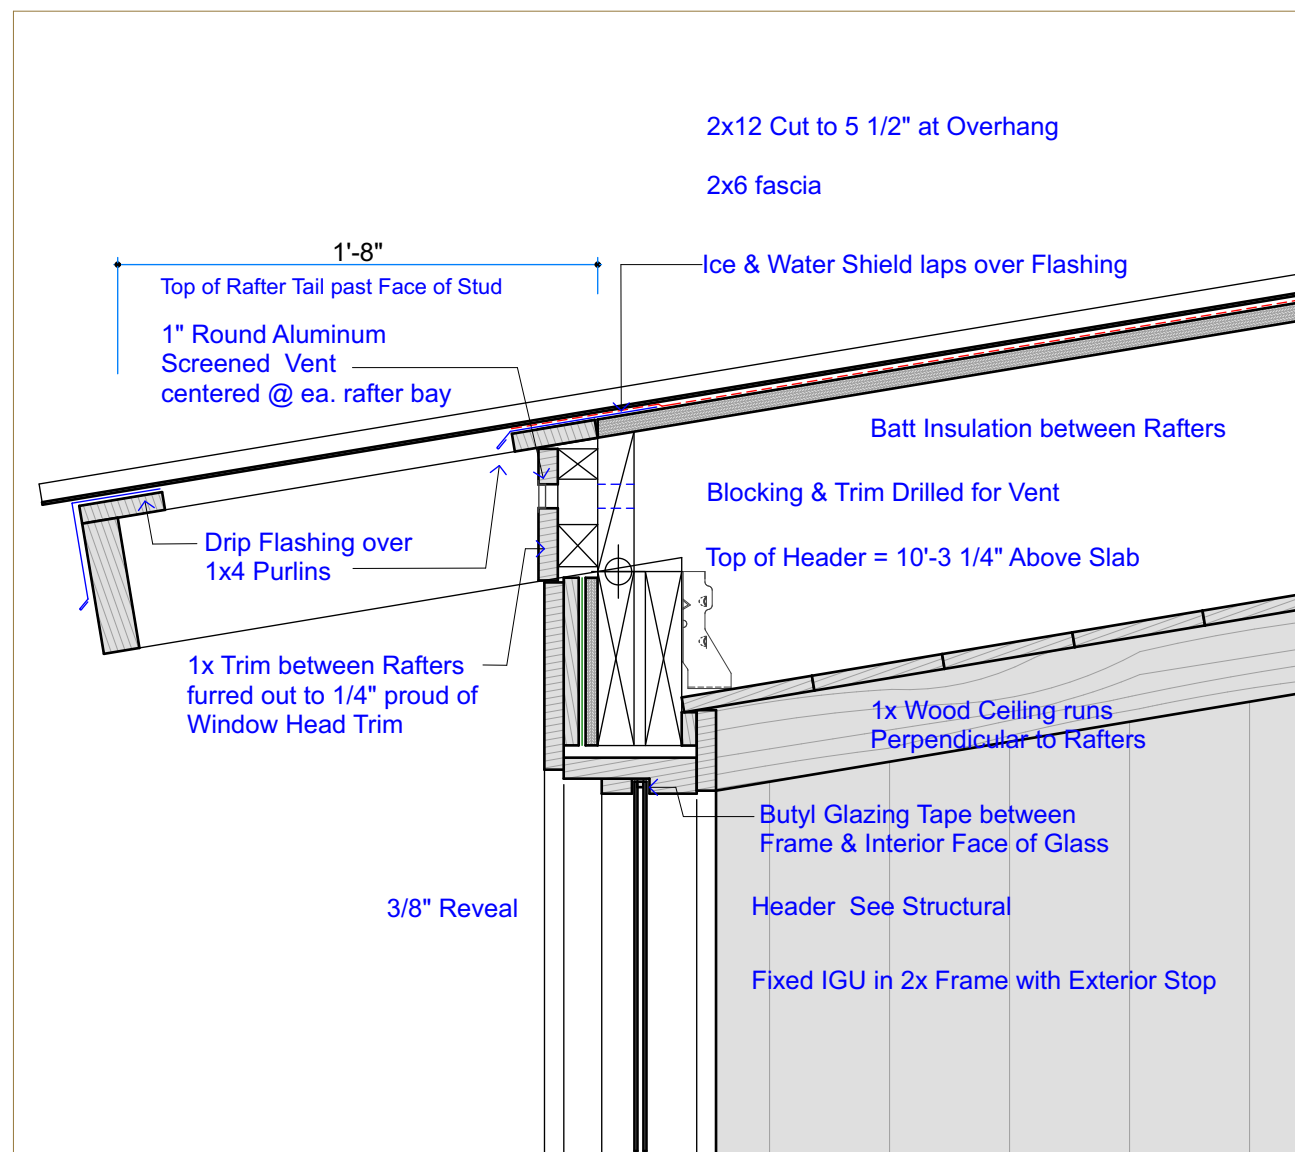 2x12 Cut to 5 1/2" at Overhang
2x6 fascia
1'-8"
Ice & Water Shield laps over Flashing
Top of Rafter Tail past Face of Stud
1" Round Aluminum
Screened Vent
centered @ ea. rafter bay
Batt Insulation between Rafters
Blocking & Trim Drilled for Vent
Drip Flashing over
1x4 Purlins
Top of Header = 10'-3 1/4" Above Slab
1x Trim between Rafters
furred out to 1/4" proud of
Window Head Trim
1x Wood Ceiling runs
Perpendicular to Rafters
Butyl Glazing Tape between
Frame & Interior Face of Glass
3/8" Reveal
Header See Structural
Fixed IGU in 2x Frame with Exterior Stop